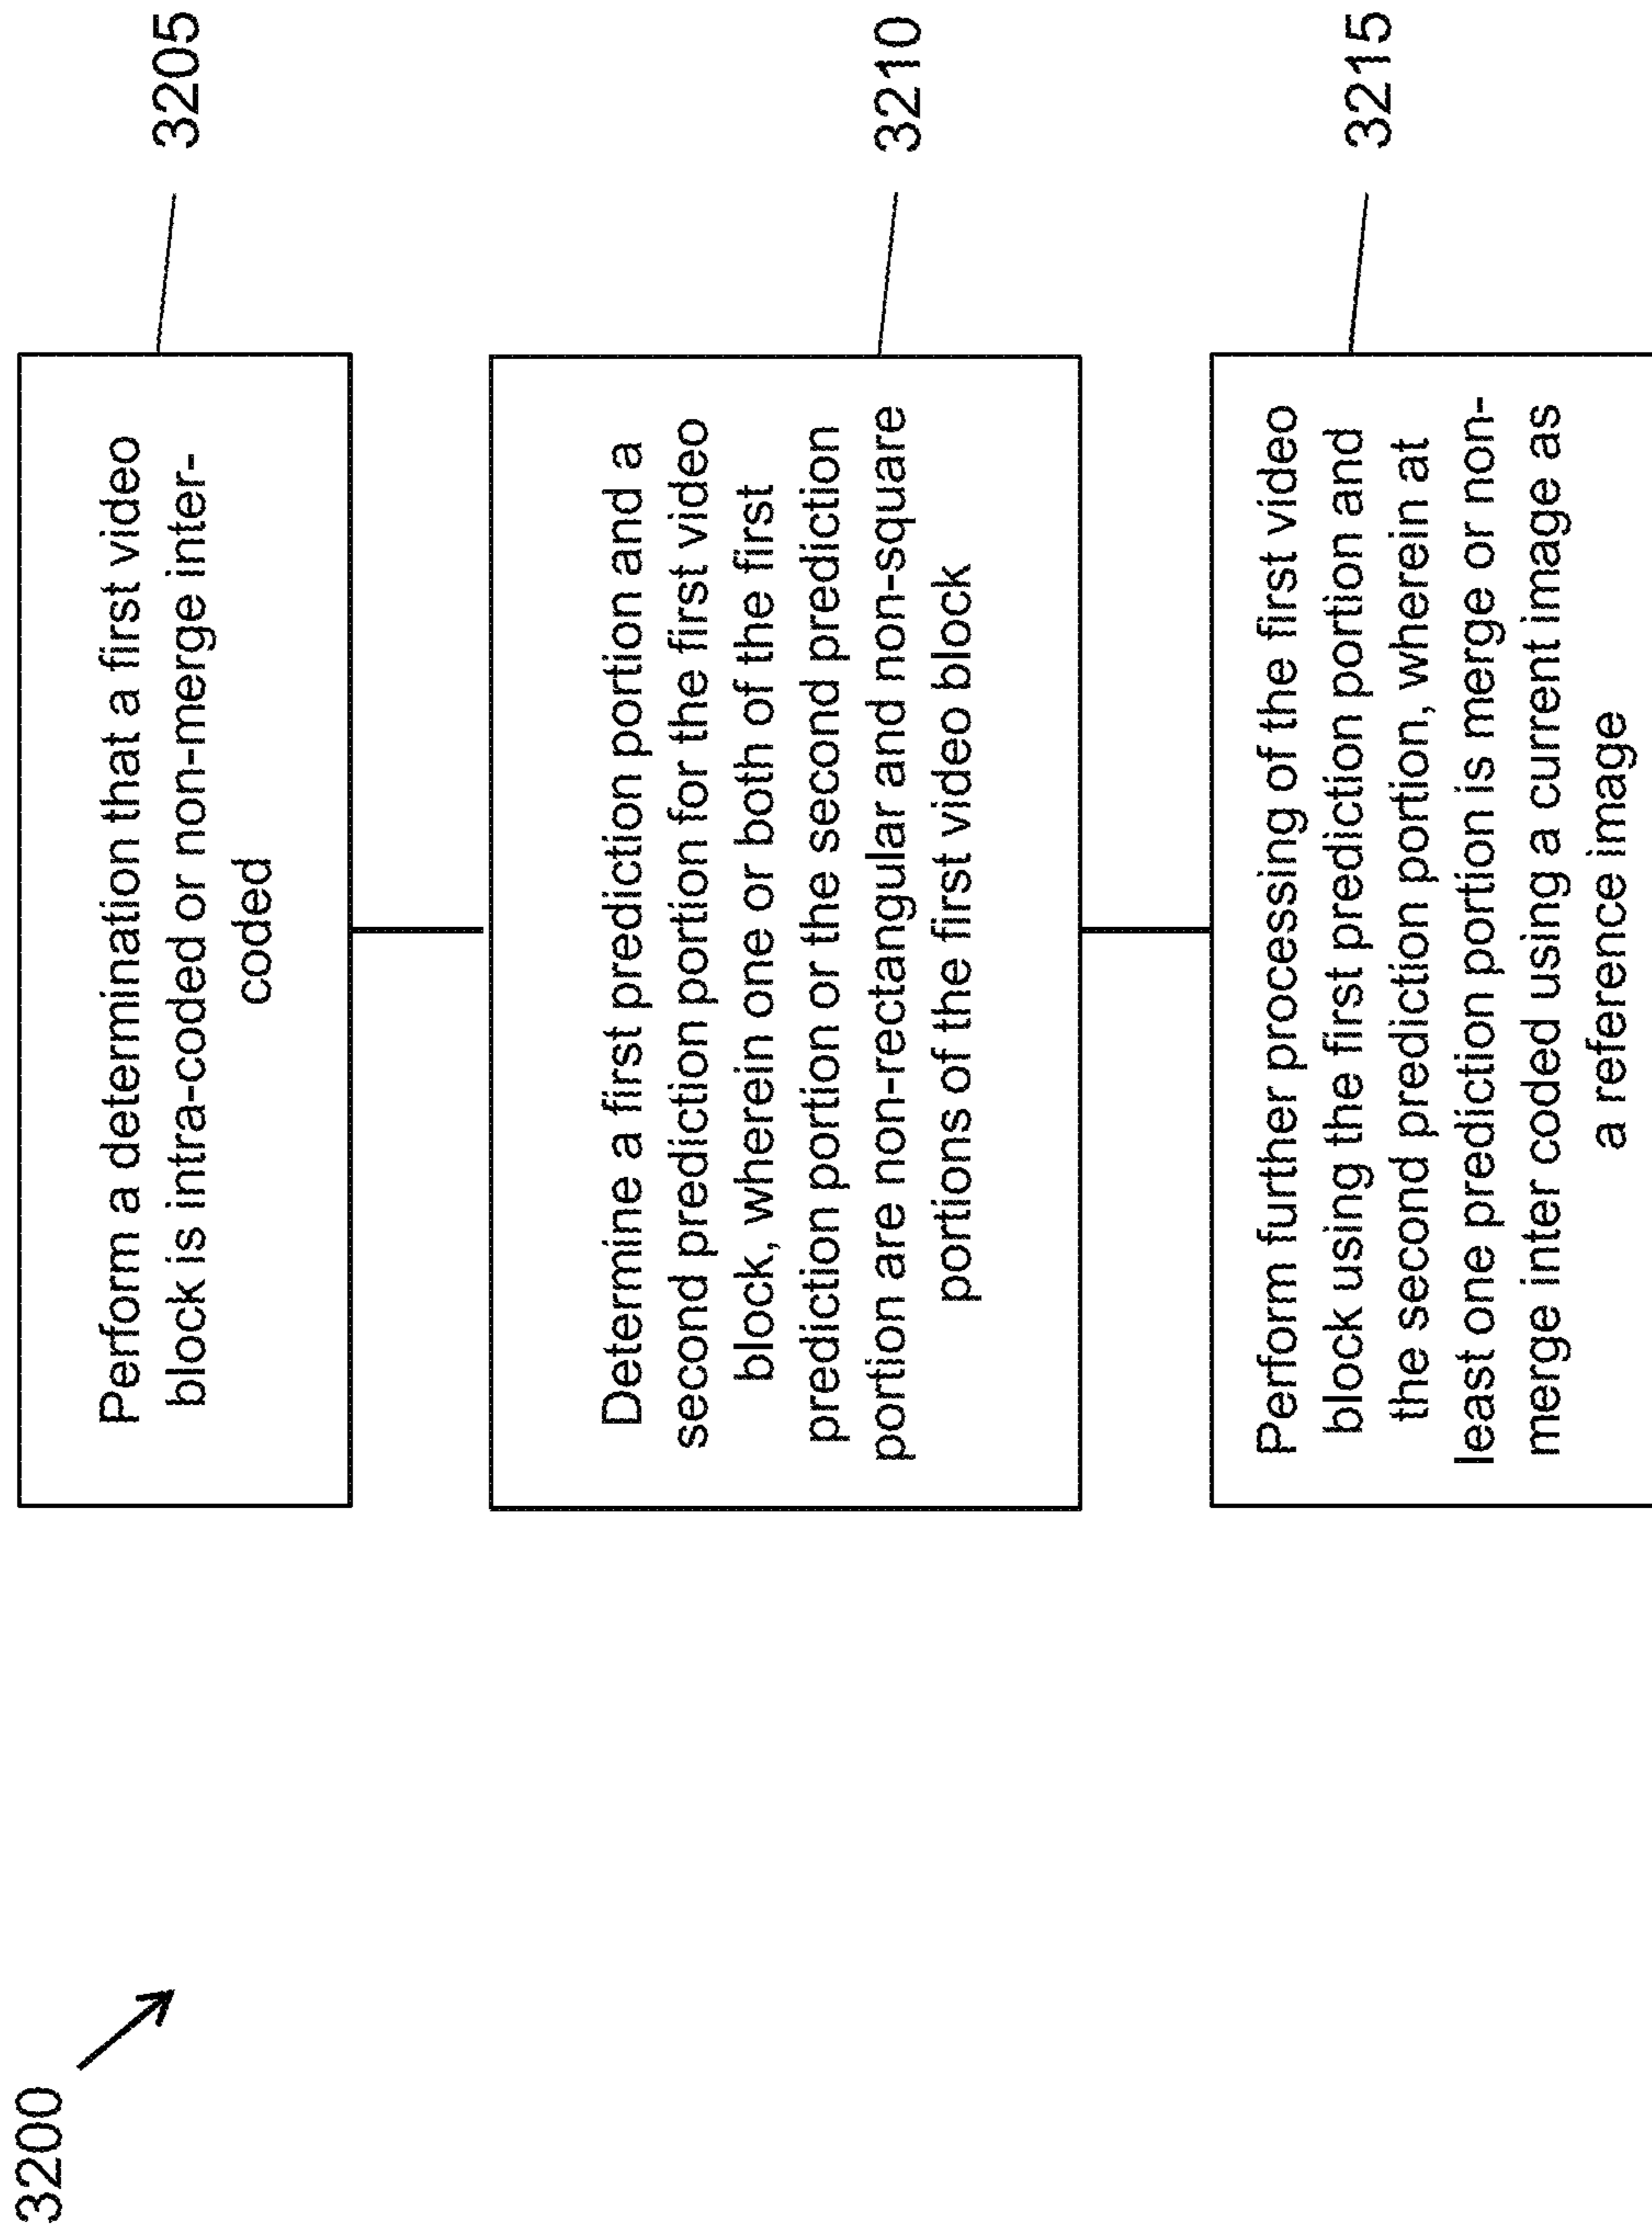 3200
Perform a determination that a first video
block is intra-coded or non-merge inter-
coded
3205
Determine a first prediction portion and a
second prediction portion for the first video
block, wherein one or both of the first
prediction portion or the second prediction
portion are non-rectangular and non-square
portions of the first video block
3210
Perform further processing of the first video
block using the first prediction portion and
the second prediction portion, wherein at
least one prediction portion is merge or non-
merge inter coded using a current image as
a reference image
3215